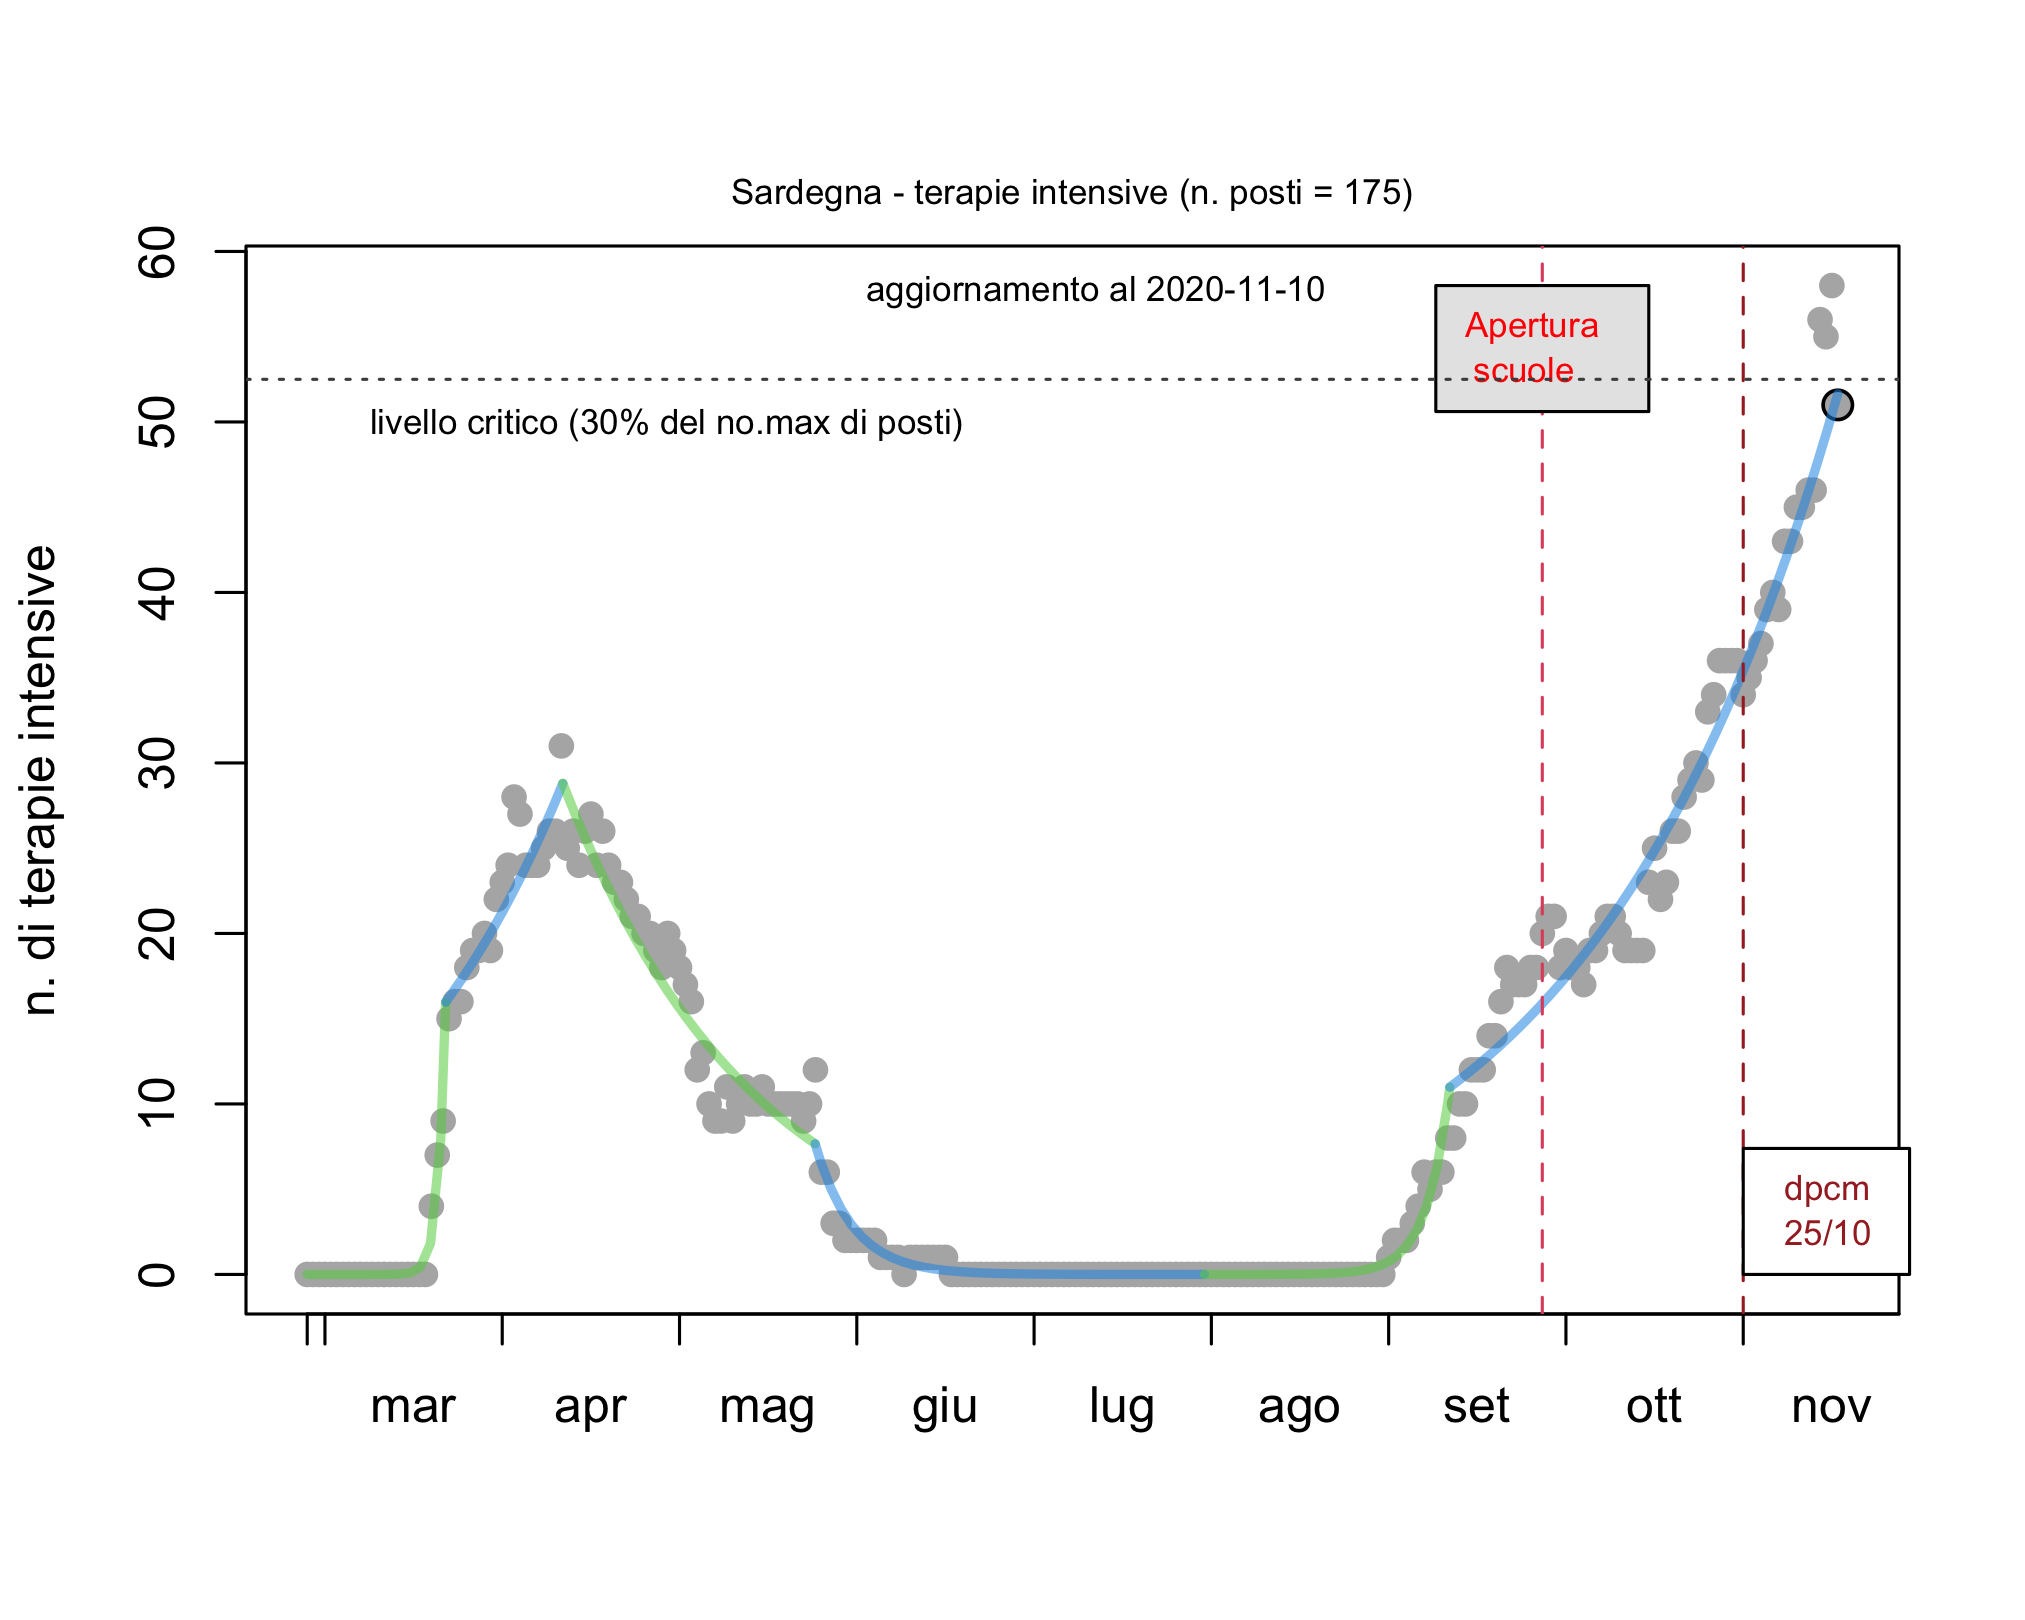 Sardegna - terapie intensive (n. posti = 175)
aggiornamento al 2020-11-10
Apertura
scuole
livello critico (30% del no.max di posti)
n. di terapie intensive
60
50
40
30
20
10
0
dpcm
25/10
mar apr mag giu lug ago set ott nov